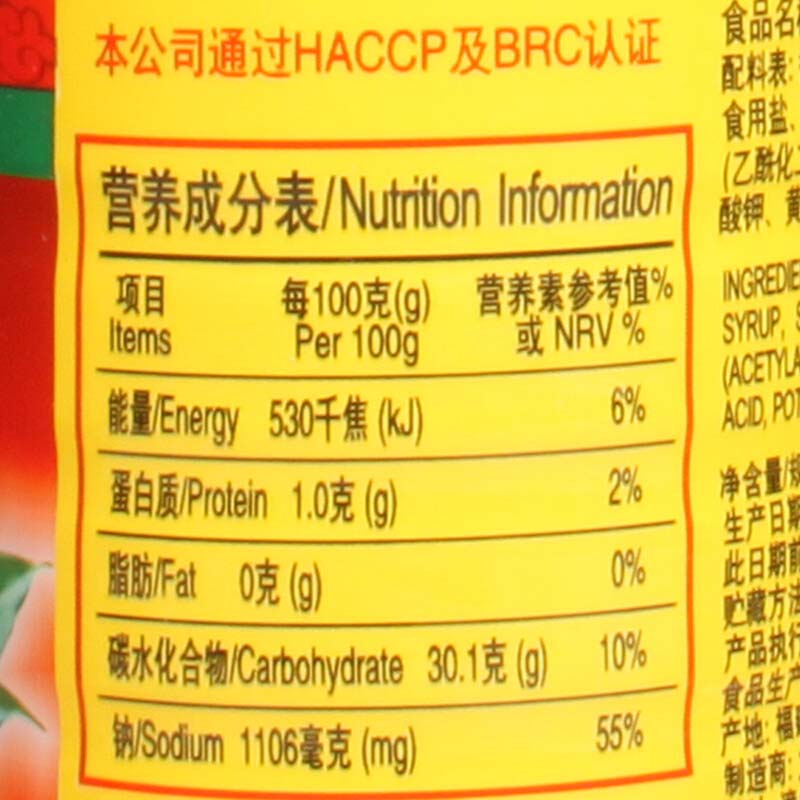 本公司通过HACCP及BRC认证
营养成分表/Nutrition Information
项目 每100克(g) 营养素参考值%
Items Per 100g 或 NRV %
能量/Energy 530千焦 (kJ) 6%
蛋白质/Protein 1.0克 (g) 2%
脂肪/Fat 0克 (g) 0%
碳水化合物/Carbohydrate 30.1克 (g) 10%
钠/Sodium 1106毫克 (mg) 55%
食品名
配料表:
食用盐、
(乙酰化
酸钾、黄
INGREDIE
SYRUP, S
(ACETYLA
ACID, POT
净含量/规
生产日期
此日期前
贮藏方法
产品执行
食品生产
产地: 福
制造商: